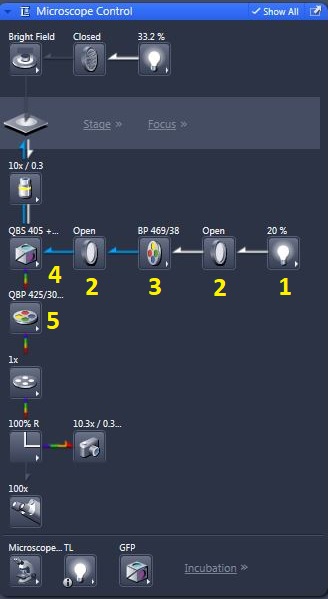 Microscope Control
Show All
Bright Field Closed 33.2 %
Stage » Focus »
10x / 0.3
QBS 405 +... Open BP 469/38 Open 20 %
4 2 3 2 1
QBP 425/30...
5
1x
100% R 10.3x / 0.3...
100x
Microscope... TL GFP
Incubation »